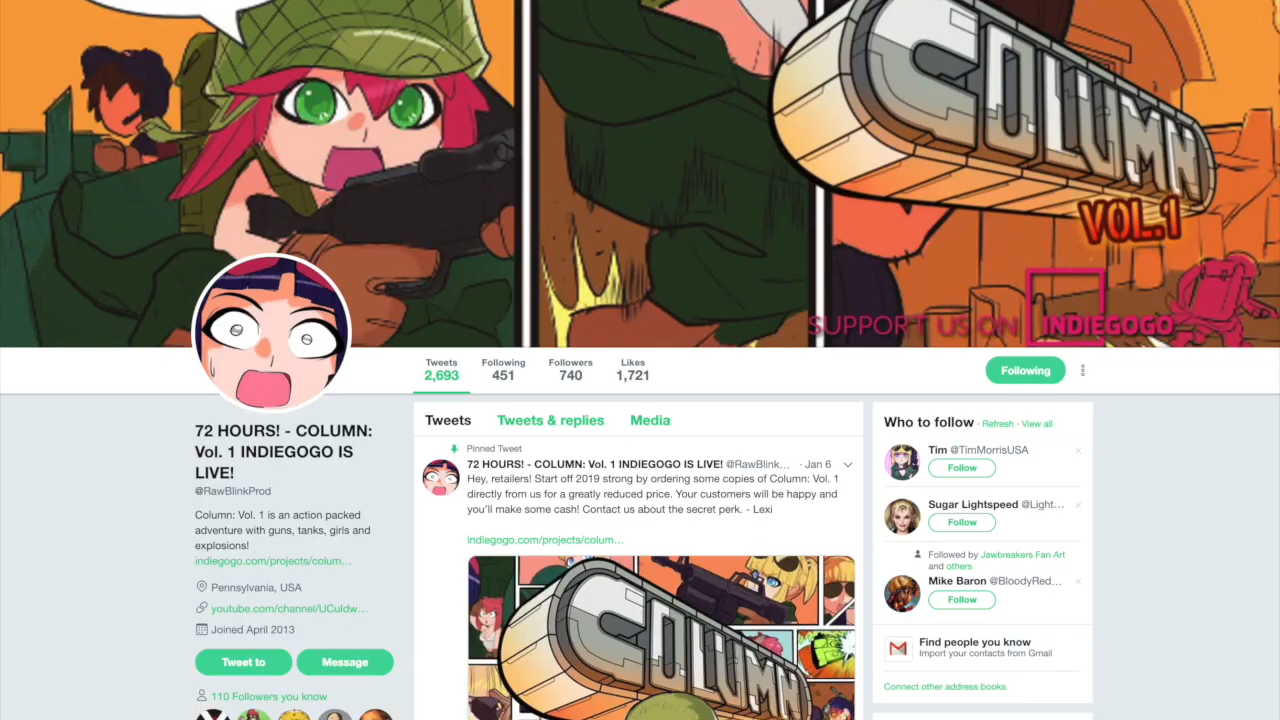 COLUMN
VOL.1
SUPPORT US ON INDIEGOGO
Tweets
2,693
Following
451
Followers
740
Likes
1,721
Following
72 HOURS! - COLUMN:
Vol. 1 INDIEGOGO IS
LIVE!
@RawBlinkProd
Column: Vol. 1 is an action packed
adventure with guns, tanks, girls and
explosions!
indiegogo.com/projects/colum…
Pennsylvania, USA
youtube.com/channel/UCuIdw…
Joined April 2013
Tweet to
Message
110 Followers you know
Tweets
Tweets & replies
Media
Pinned Tweet
72 HOURS! - COLUMN: Vol. 1 INDIEGOGO IS LIVE! @RawBlink… · Jan 6
Hey, retailers! Start off 2019 strong by ordering some copies of Column: Vol. 1
directly from us for a greatly reduced price. Your customers will be happy and
you'll make some cash! Contact us about the secret perk. - Lexi
indiegogo.com/projects/colum…
COLUMN
Who to follow · Refresh · View all
Tim @TimMorrisUSA
Follow
Sugar Lightspeed @Light…
Follow
Followed by Jawbreakers Fan Art
and others
Mike Baron @BloodyRed…
Follow
Find people you know
Import your contacts from Gmail
Connect other address books